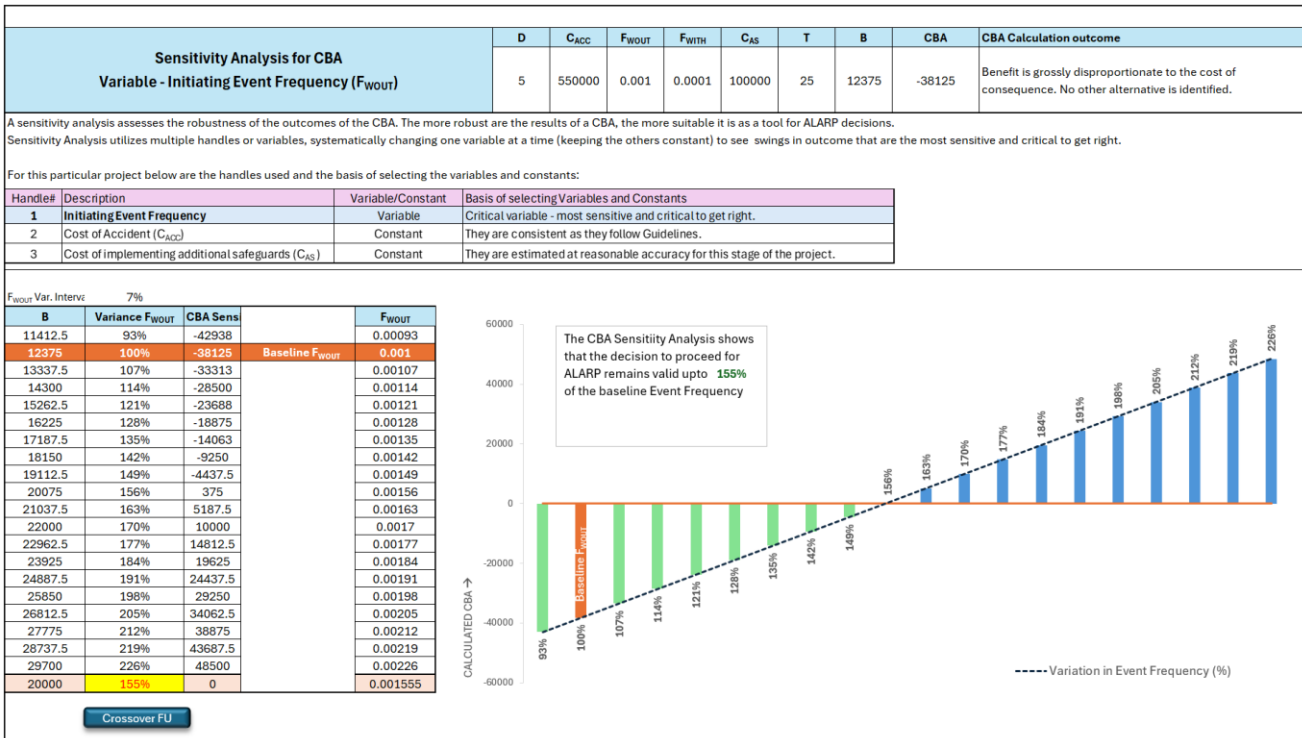 Sensitivity Analysis for CBA
Variable - Initiating Event Frequency (FWOUT)
D CACC FWOUT FWITH CAS T B CBA CBA Calculation outcome
5 550000 0.001 0.0001 100000 25 12375 -38125 Benefit is grossly disproportionate to the cost of
consequence. No other alternative is identified.
A sensitivity analysis assesses the robustness of the outcomes of the CBA. The more robust are the results of a CBA, the more suitable it is as a tool for ALARP decisions.
Sensitivity Analysis utilizes multiple handles or variables, systematically changing one variable at a time (keeping the others constant) to see swings in outcome that are the most sensitive and critical to get right.
For this particular project below are the handles used and the basis of selecting the variables and constants:
Handle# Description Variable/Constant Basis of selecting Variables and Constants
1 Initiating Event Frequency Variable Critical variable - most sensitive and critical to get right.
2 Cost of Accident (CACC) Constant They are consistent as they follow Guidelines.
3 Cost of implementing additional safeguards (CAS) Constant They are estimated at reasonable accuracy for this stage of the project.
FWOUT Var. Interva 7%
B Variance FWOUT CBA Sensi FWOUT
11412.5 93% -42938 0.00093
12375 100% -38125 Baseline FWOUT 0.001
13337.5 107% -33313 0.00107
14300 114% -28500 0.00114
15262.5 121% -23688 0.00121
16225 128% -18875 0.00128
17187.5 135% -14063 0.00135
18150 142% -9250 0.00142
19112.5 149% -4437.5 0.00149
20075 156% 375 0.00156
21037.5 163% 5187.5 0.00163
22000 170% 10000 0.0017
22962.5 177% 14812.5 0.00177
23925 184% 19625 0.00184
24887.5 191% 24437.5 0.00191
25850 198% 29250 0.00198
26812.5 205% 34062.5 0.00205
27775 212% 38875 0.00212
28737.5 219% 43687.5 0.00219
29700 226% 48500 0.00226
20000 155% 0 0.001555
Crossover FU
The CBA Sensitiity Analysis shows
that the decision to proceed for
ALARP remains valid upto 155%
of the baseline Event Frequency
60000
40000
20000
0
-20000
-40000
-60000
CALCULATED CBA →
93%
100%
Baseline FWOUT
107%
114%
121%
128%
135%
142%
149%
156%
163%
170%
177%
184%
191%
198%
205%
212%
219%
226%
Variation in Event Frequency (%)